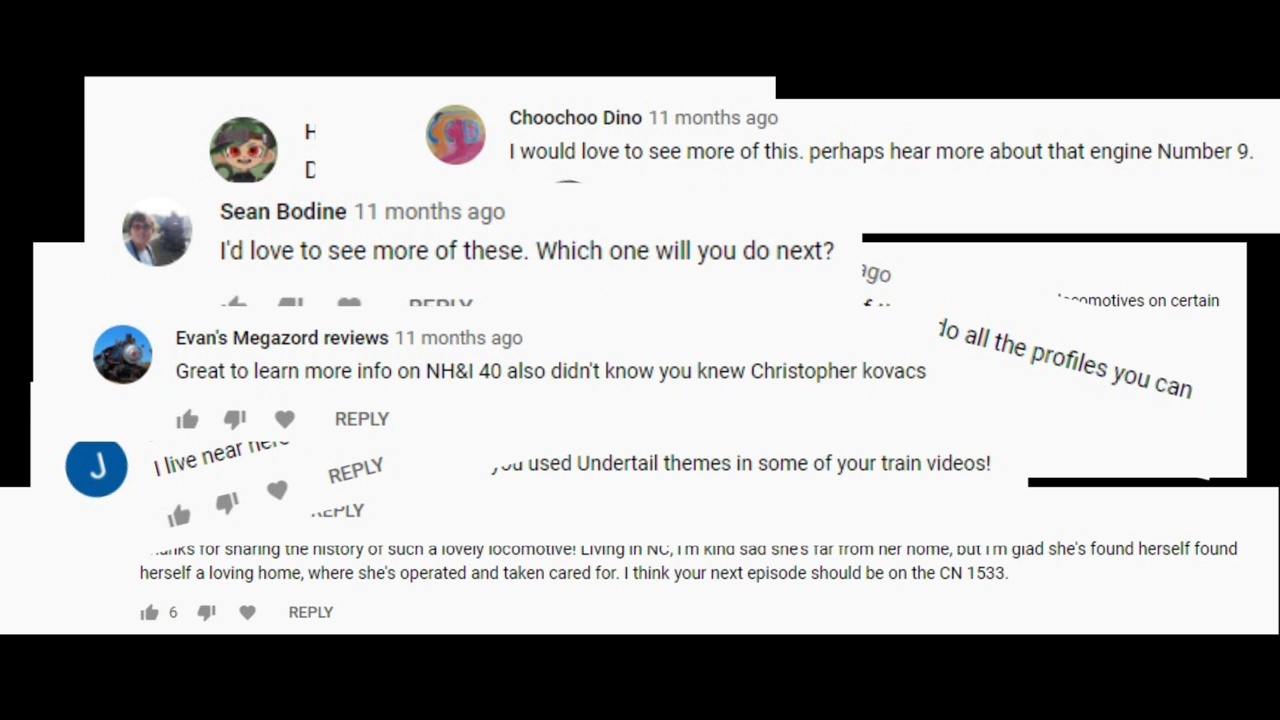 H
D
Choochoo Dino 11 months ago
I would love to see more of this. perhaps hear more about that engine Number 9.
Sean Bodine 11 months ago
I'd love to see more of these. Which one will you do next?
REPLY
ago
on certain
do all the profiles you can
Evan's Megazord reviews 11 months ago
Great to learn more info on NH&I 40 also didn't know you knew Christopher kovacs
REPLY
J
I live near here
REPLY
you used Undertail themes in some of your train videos!
REPLY
for sharing the history of such a lovely locomotive! Living in NC, I'm kind sad she's far from her home, but I'm glad she's found herself found
herself a loving home, where she's operated and taken cared for. I think your next episode should be on the CN 1533.
6 REPLY